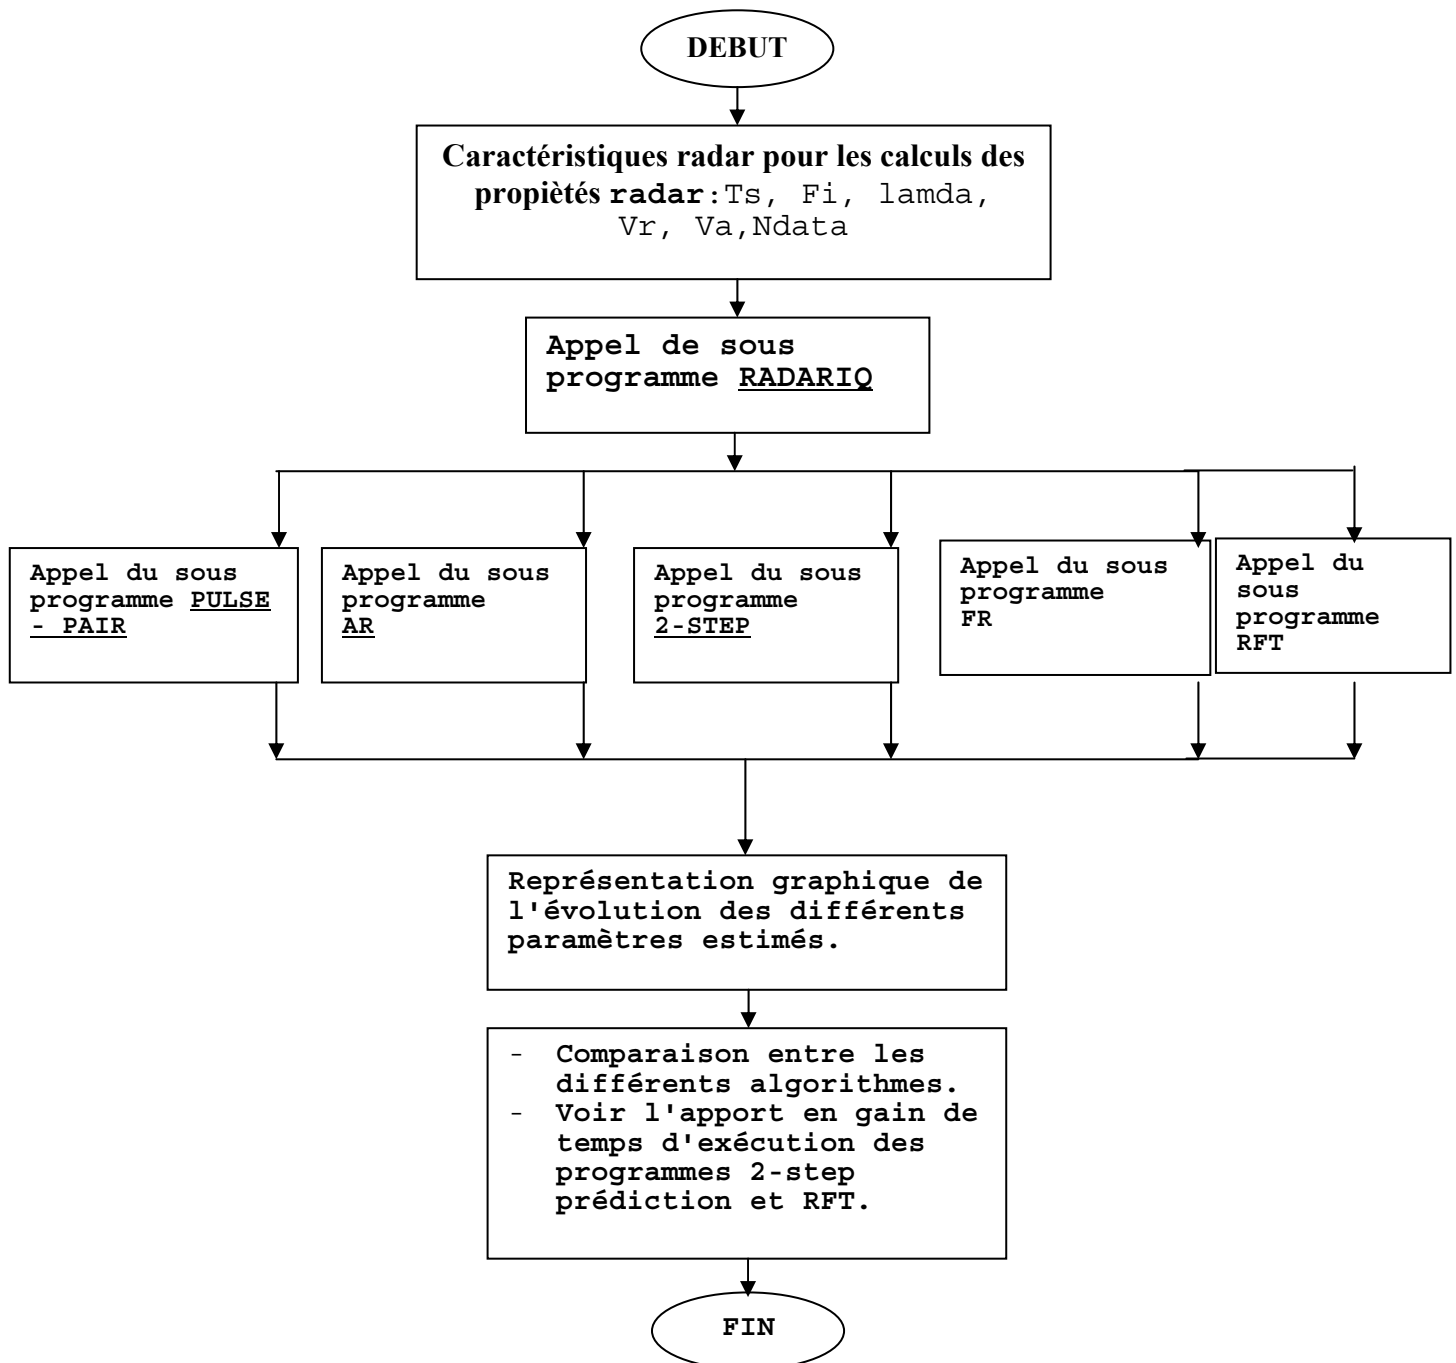 DEBUT
Caractéristiques radar pour les calculs des
propiètés radar:Ts, Fi, lamda,
Vr, Va,Ndata
Appel de sous
programme RADARIQ
Appel du sous
programme PULSE
- PAIR
Appel du sous
programme
AR
Appel du sous
programme
2-STEP
Appel du sous
programme
FR
Appel du
sous
programme
RFT
Représentation graphique de
l'évolution des différents
paramètres estimés.
- Comparaison entre les
différents algorithmes.
- Voir l'apport en gain de
temps d'exécution des
programmes 2-step
prédiction et RFT.
FIN